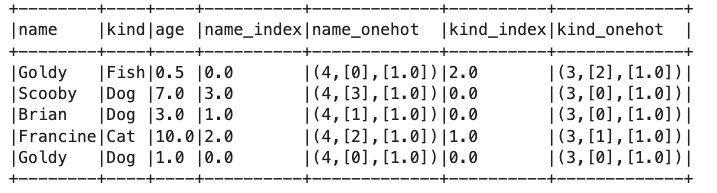 +--------+----+----+----------+-------------+----------+-------------+
|name    |kind|age |name_index|name_onehot  |kind_index|kind_onehot  |
+--------+----+----+----------+-------------+----------+-------------+
|Goldy   |Fish|0.5 |0.0       |(4,[0],[1.0])|2.0       |(3,[2],[1.0])|
|Scooby  |Dog |7.0 |3.0       |(4,[3],[1.0])|0.0       |(3,[0],[1.0])|
|Brian   |Dog |3.0 |1.0       |(4,[1],[1.0])|0.0       |(3,[0],[1.0])|
|Francine|Cat |10.0|2.0       |(4,[2],[1.0])|1.0       |(3,[1],[1.0])|
|Goldy   |Dog |1.0 |0.0       |(4,[0],[1.0])|0.0       |(3,[0],[1.0])|
+--------+----+----+----------+-------------+----------+-------------+